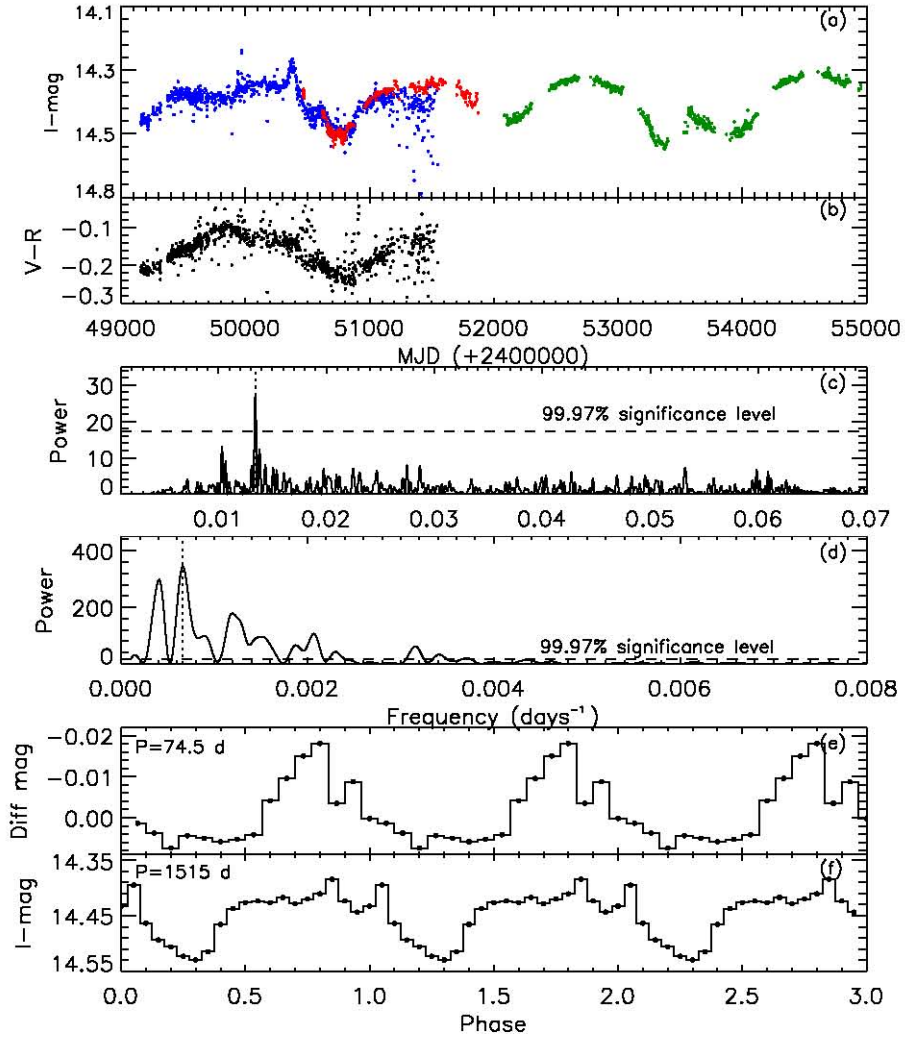 14.1
(a)
14.3
I-mag
14.5
14.8
(b)
-0.1
V-R
-0.2
-0.3
49000 50000 51000 52000 53000 54000 55000
MJD (+2400000)
(c)
30
99.97% significance level
20
Power
10
0
0.01 0.02 0.03 0.04 0.05 0.06 0.07
(d)
400
Power
200
99.97% significance level
0
0.000 0.002 0.004 0.006 0.008
Frequency (days⁻¹)
-0.02
P=74.5 d
(e)
Diff mag
-0.01
0.00
14.35
P=1515 d
(f)
I-mag
14.45
14.55
0.0 0.5 1.0 1.5 2.0 2.5 3.0
Phase